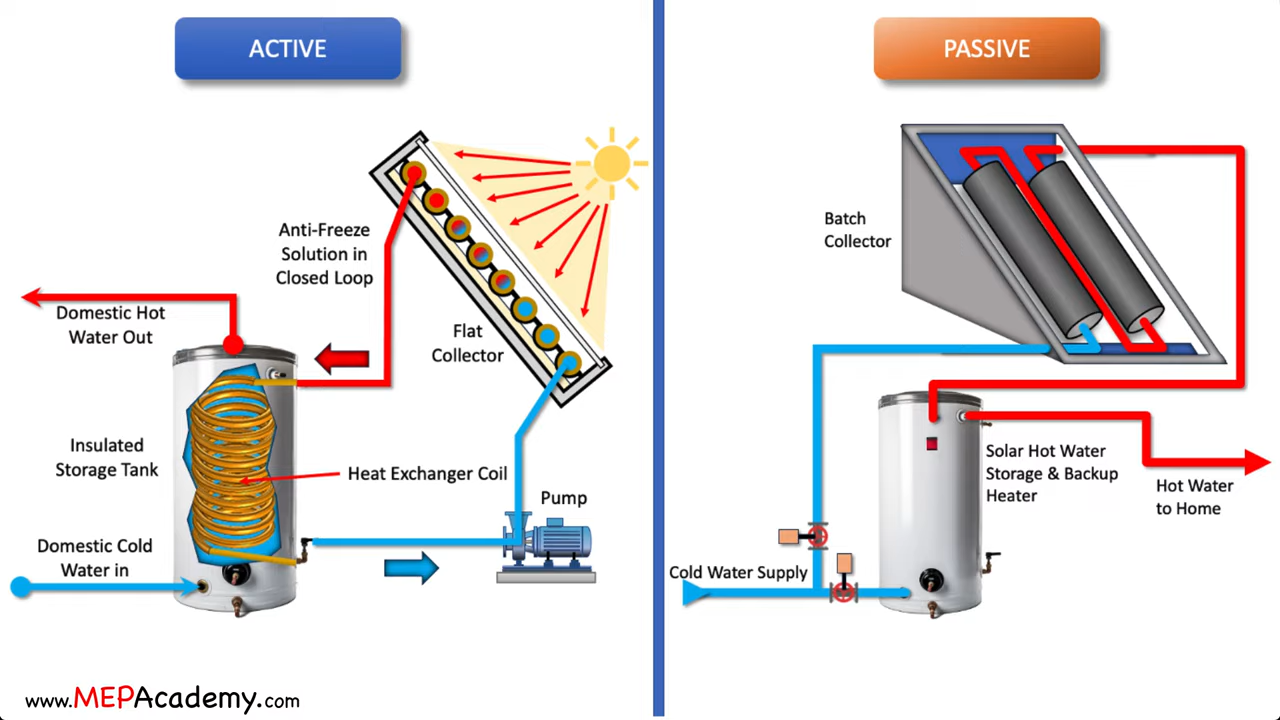 ACTIVE
Anti-Freeze
Solution in
Closed Loop
Domestic Hot
Water Out
Flat
Collector
Insulated
Storage Tank
Heat Exchanger Coil
Pump
Domestic Cold
Water in
www.MEPAcademy.com
PASSIVE
Batch
Collector
Solar Hot Water
Storage & Backup
Heater
Hot Water
to Home
Cold Water Supply